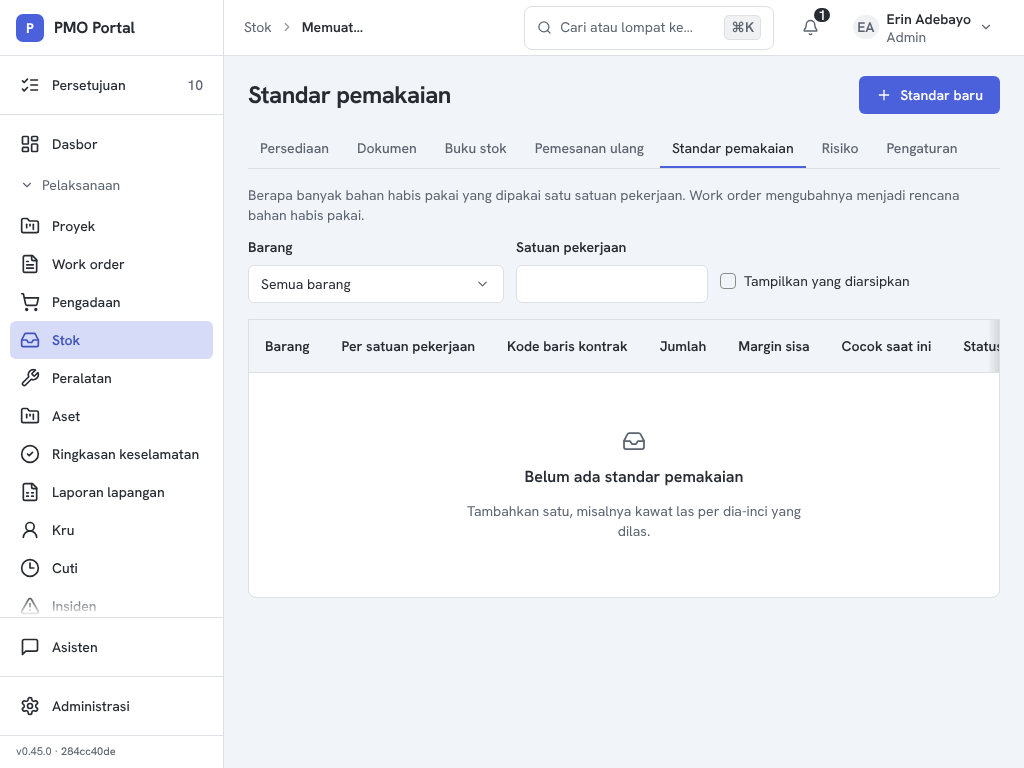 P PMO Portal
Stok > Memuat...
Cari atau lompat ke... ⌘K
1
EA Erin Adebayo
Admin
Persetujuan 10
Dasbor
Pelaksanaan
Proyek
Work order
Pengadaan
Stok
Peralatan
Aset
Ringkasan keselamatan
Laporan lapangan
Kru
Cuti
Insiden
Asisten
Administrasi
v0.45.0 · 284cc40de
Standar pemakaian
+ Standar baru
Persediaan Dokumen Buku stok Pemesanan ulang Standar pemakaian Risiko Pengaturan
Berapa banyak bahan habis pakai yang dipakai satu satuan pekerjaan. Work order mengubahnya menjadi rencana
bahan habis pakai.
Barang Satuan pekerjaan
Semua barang
Tampilkan yang diarsipkan
Barang Per satuan pekerjaan Kode baris kontrak Jumlah Margin sisa Cocok saat ini Status
Belum ada standar pemakaian
Tambahkan satu, misalnya kawat las per dia-inci yang
dilas.